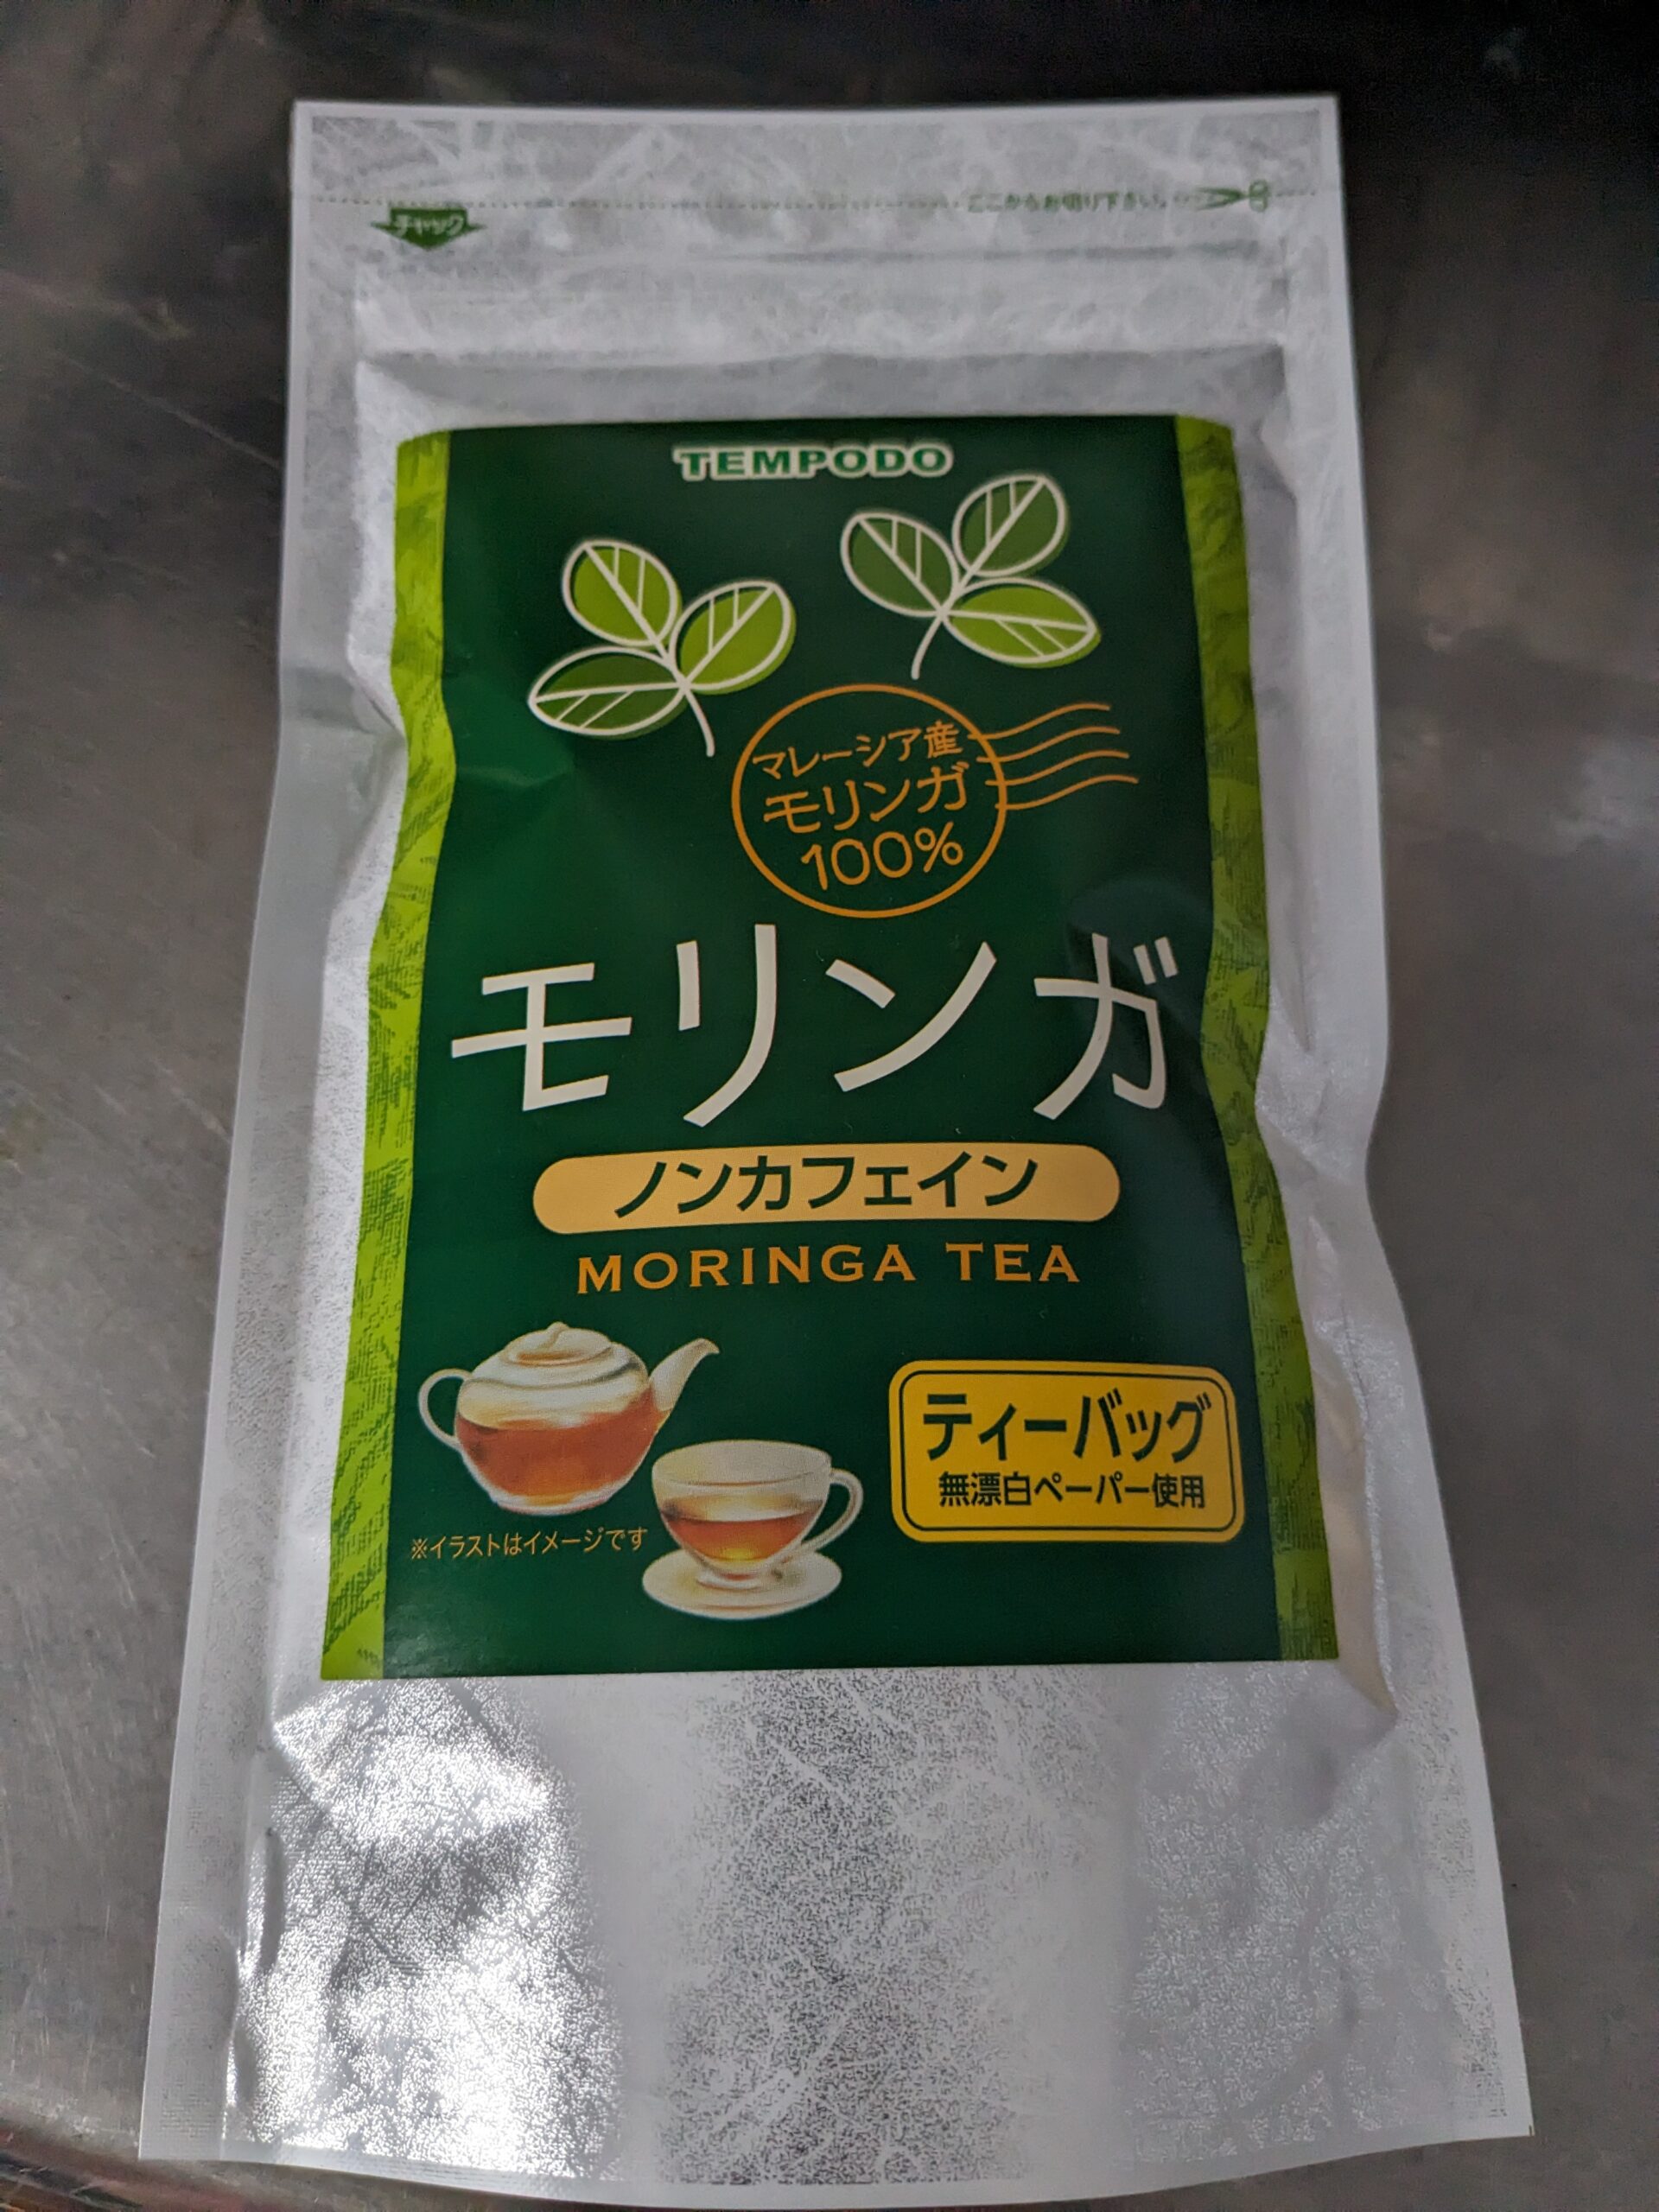 ここからお切り下さい。
チャック
TEMPODO
マレーシア産
モリンガ
100%
モリンガ
ノンカフェイン
MORINGA TEA
ティーバッグ
無漂白ペーパー使用
※イラストはイメージです